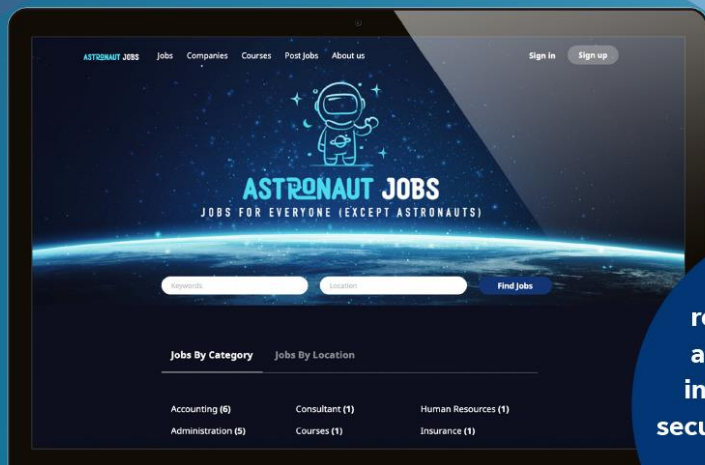 ASTRONAUT JOBS Jobs Companies Courses Post Jobs About us Sign in Sign up
ASTRONAUT JOBS
JOBS FOR EVERYONE (EXCEPT ASTRONAUTS)
Keywords Location Find Jobs
Jobs By Category Jobs By Location
Accounting (6) Consultant (1) Human Resources (1)
Administration (5) Courses (1) Insurance (1)